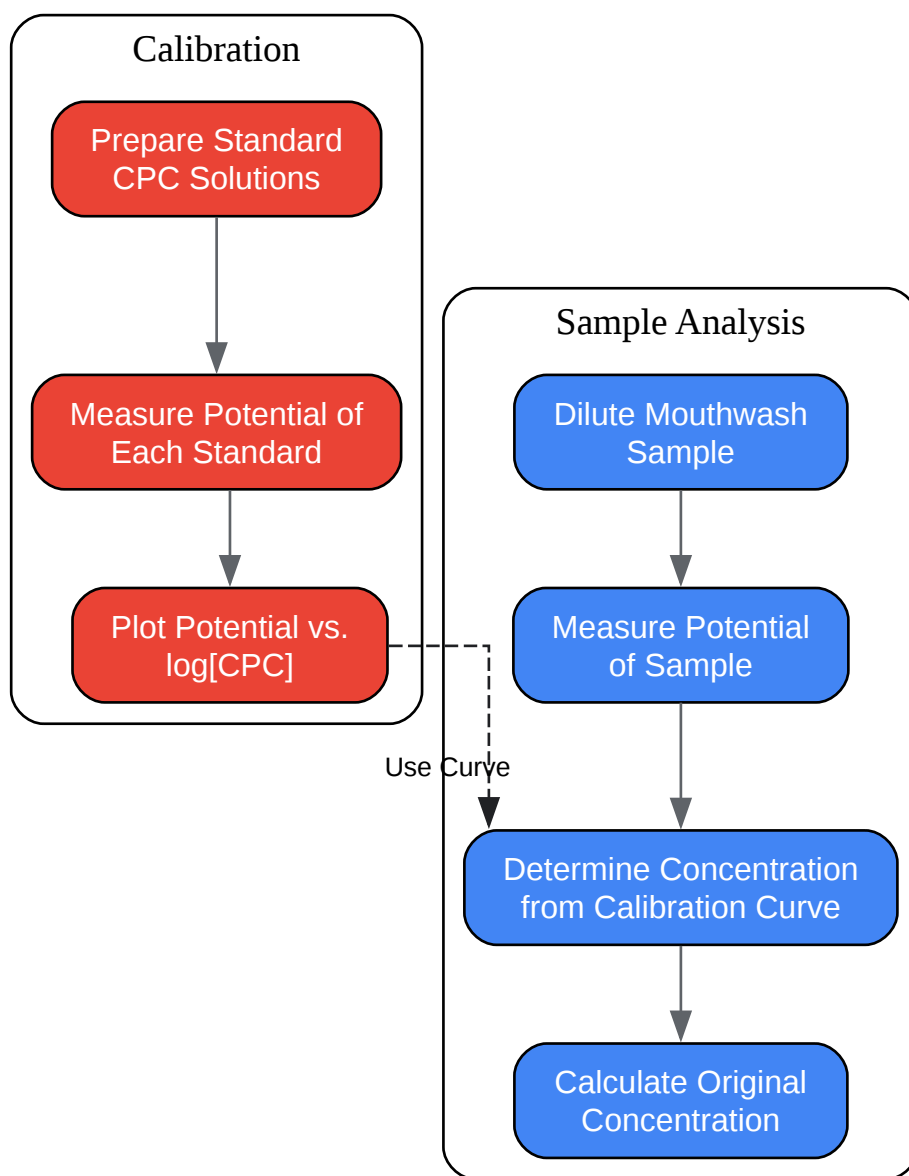 Calibration
Prepare Standard
CPC Solutions
Measure Potential of
Each Standard
Plot Potential vs.
log[CPC]
Use Curve
Sample Analysis
Dilute Mouthwash
Sample
Measure Potential
of Sample
Determine Concentration
from Calibration Curve
Calculate Original
Concentration